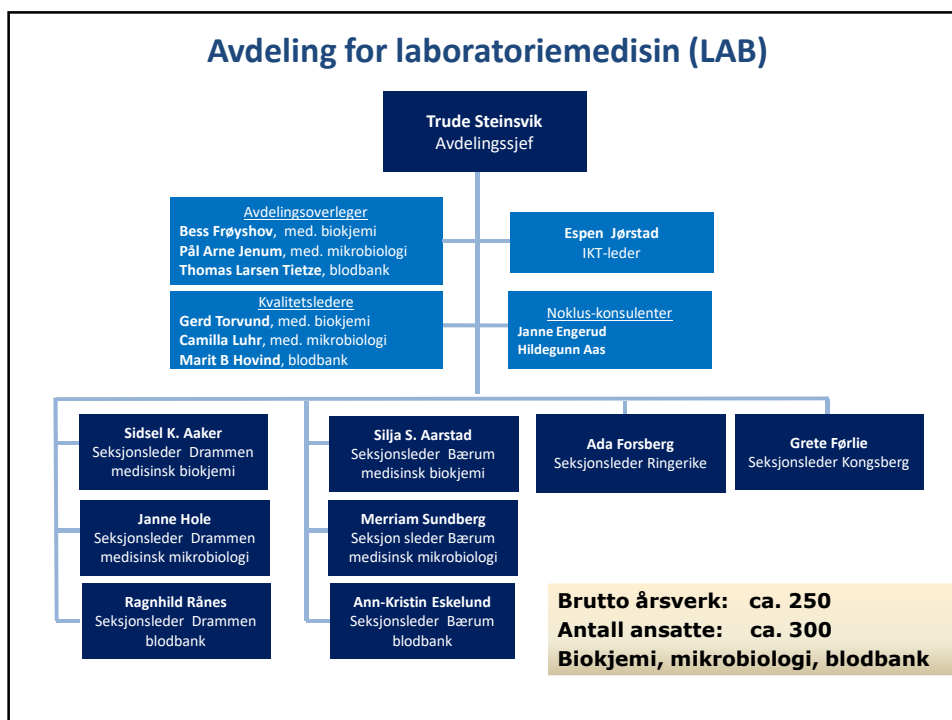 Avdeling for laboratoriemedisin (LAB)
Trude Steinsvik
Avdelingssjef
Avdelingsoverleger
Bess Frøyshov, med. biokjemi
Pål Arne Jenum, med. mikrobiologi
Thomas Larsen Tietze, blodbank
Espen Jørstad
IKT-leder
Kvalitetsledere
Gerd Torvund, med. biokjemi
Camilla Luhr, med. mikrobiologi
Marit B Hovind, blodbank
Noklus-konsulenter
Janne Engerud
Hildegunn Aas
Sidsel K. Aaker
Seksjonsleder Drammen
medisinsk biokjemi
Silja S. Aarstad
Seksjonsleder Bærum
medisinsk biokjemi
Ada Forsberg
Seksjonsleder Ringerike
Grete Førlie
Seksjonsleder Kongsberg
Janne Hole
Seksjonsleder Drammen
medisinsk mikrobiologi
Merriam Sundberg
Seksjon sleder Bærum
medisinsk mikrobiologi
Ragnhild Rånes
Seksjonsleder Drammen
blodbank
Ann-Kristin Eskelund
Seksjonsleder Bærum
blodbank
Brutto årsverk: ca. 250
Antall ansatte: ca. 300
Biokjemi, mikrobiologi, blodbank